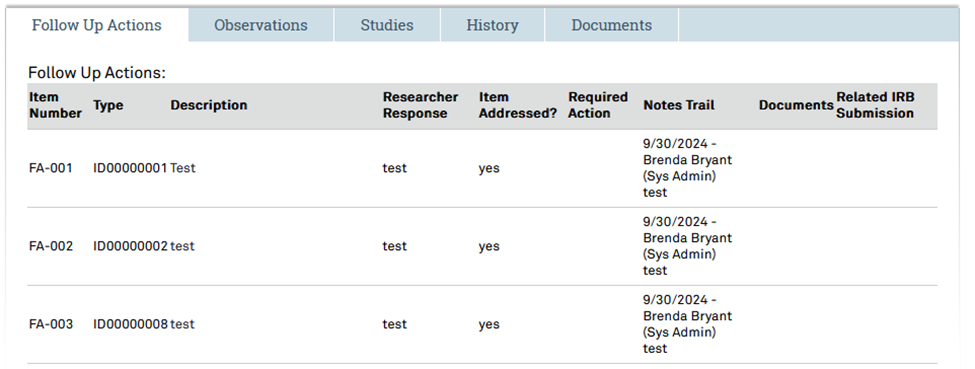 Follow Up Actions Observations Studies History Documents
Follow Up Actions:
Item Number Type Description Researcher Response Item Addressed? Required Action Notes Trail Documents Related IRB Submission
FA-001 ID00000001 Test test yes 9/30/2024 - Brenda Bryant (Sys Admin) test
FA-002 ID00000002 test test yes 9/30/2024 - Brenda Bryant (Sys Admin) test
FA-003 ID00000008 test test yes 9/30/2024 - Brenda Bryant (Sys Admin) test